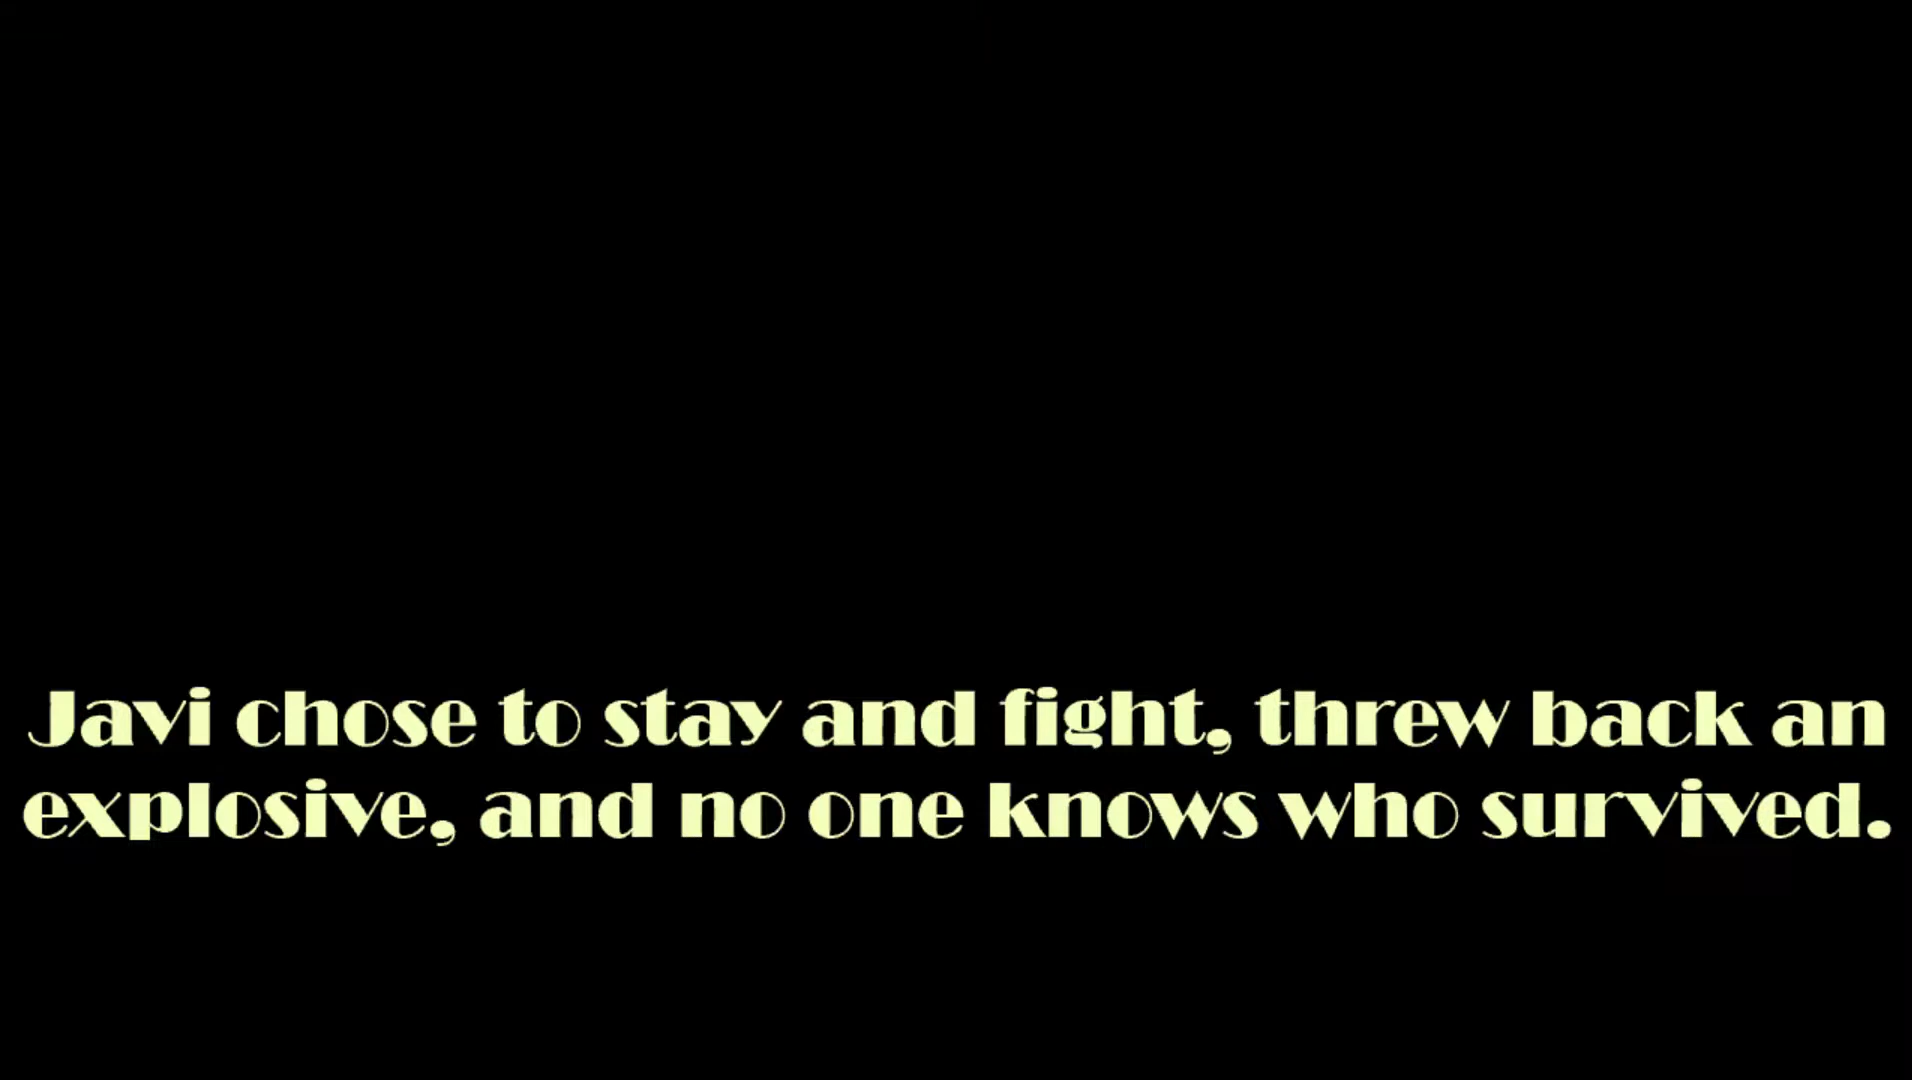 Javi chose to stay and fight, threw back an
explosive, and no one knows who survived.